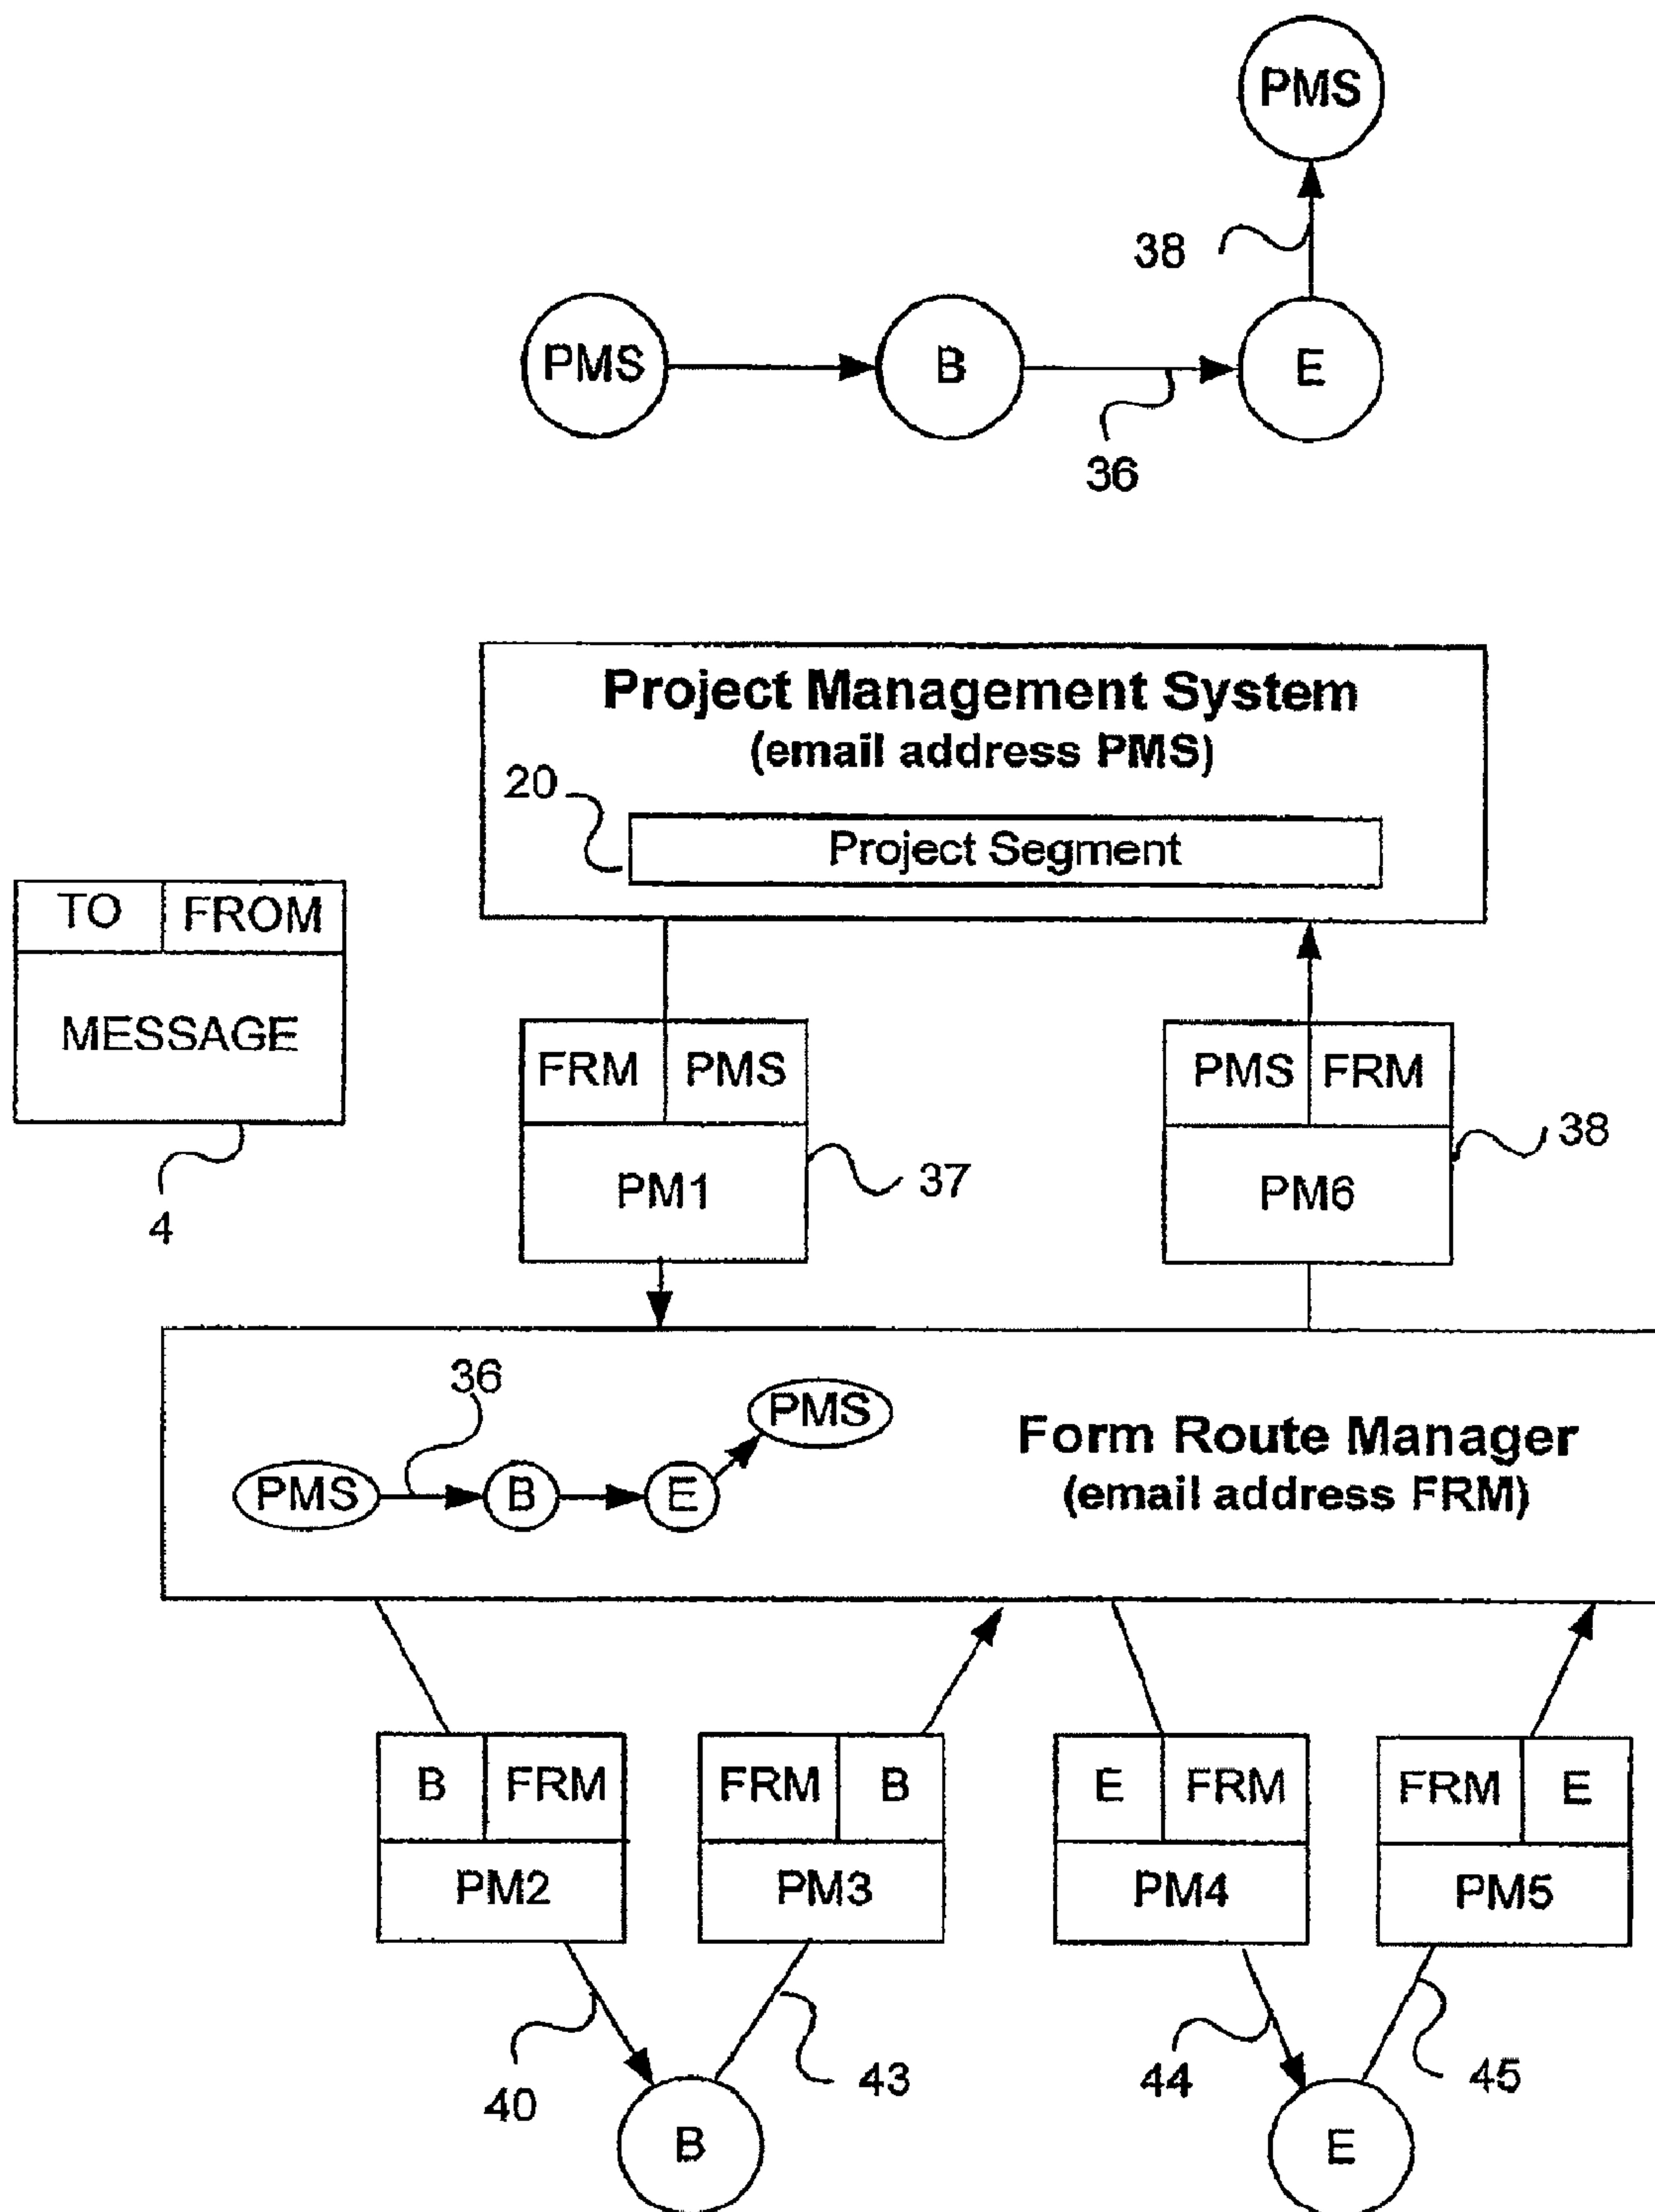 PMS
38
PMS
B
E
36
Project Management System
(email address PMS)
20
Project Segment
TO FROM
MESSAGE
4
FRM PMS
PM1
37
PMS FRM
PM6
38
36
PMS
PMS
B
E
Form Route Manager
(email address FRM)
B FRM
PM2
FRM B
PM3
E FRM
PM4
FRM E
PM5
40
43
44
45
B
E